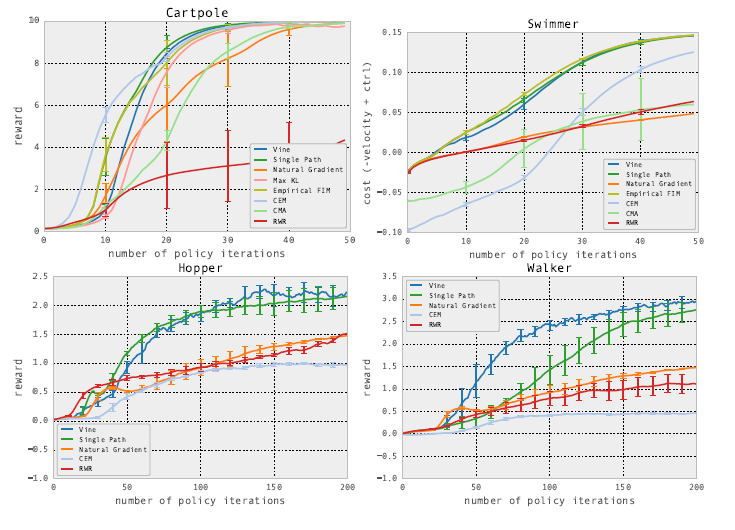 Cartpole
10
8
6
4
2
0
reward
Vine
Single Path
Natural Gradient
Max KL
Empirical FIM
CEM
CMA
RWR
0 10 20 30 40 50
number of policy iterations
Swimmer
0.15
0.10
0.05
0.00
−0.05
−0.10
cost (-velocity + ctrl)
Vine
Single Path
Natural Gradient
Empirical FIM
CEM
CMA
RWR
0 10 20 30 40 50
number of policy iterations
Hopper
2.5
2.0
1.5
1.0
0.5
0.0
−0.5
−1.0
reward
Vine
Single Path
Natural Gradient
CEM
RWR
0 50 100 150 200
number of policy iterations
Walker
3.5
3.0
2.5
2.0
1.5
1.0
0.5
0.0
−0.5
−1.0
reward
Vine
Single Path
Natural Gradient
CEM
RWR
0 50 100 150 200
number of policy iterations